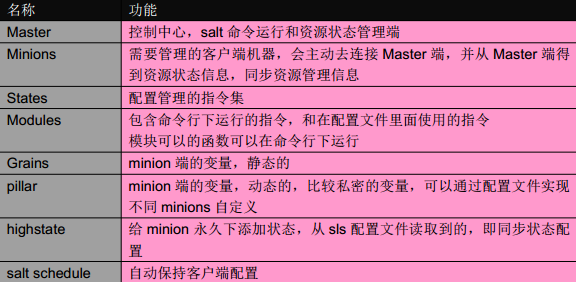 名称 功能
Master 控制中心，salt 命令运行和资源状态管理端
Minions 需要管理的客户端机器，会主动去连接 Master 端，并从 Master 端得
到资源状态信息，同步资源管理信息
States 配置管理的指令集
Modules 包含命令行下运行的指令，和在配置文件里面使用的指令
模块可以的函数可以在命令行下运行
Grains minion 端的变量，静态的
pillar minion 端的变量，动态的，比较私密的变量，可以通过配置文件实现
不同 minions 自定义
highstate 给 minion 永久下添加状态，从 sls 配置文件读取到的，即同步状态配
置
salt schedule 自动保持客户端配置